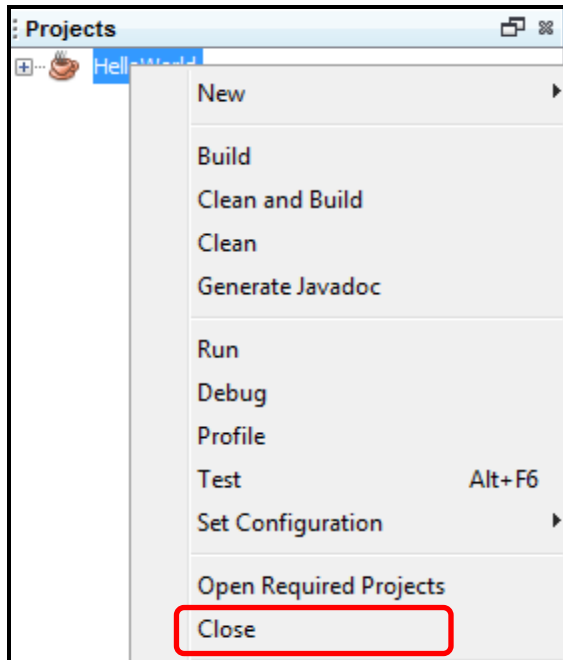 Projects
HelloWorld
New
Build
Clean and Build
Clean
Generate Javadoc
Run
Debug
Profile
Test Alt+F6
Set Configuration
Open Required Projects
Close